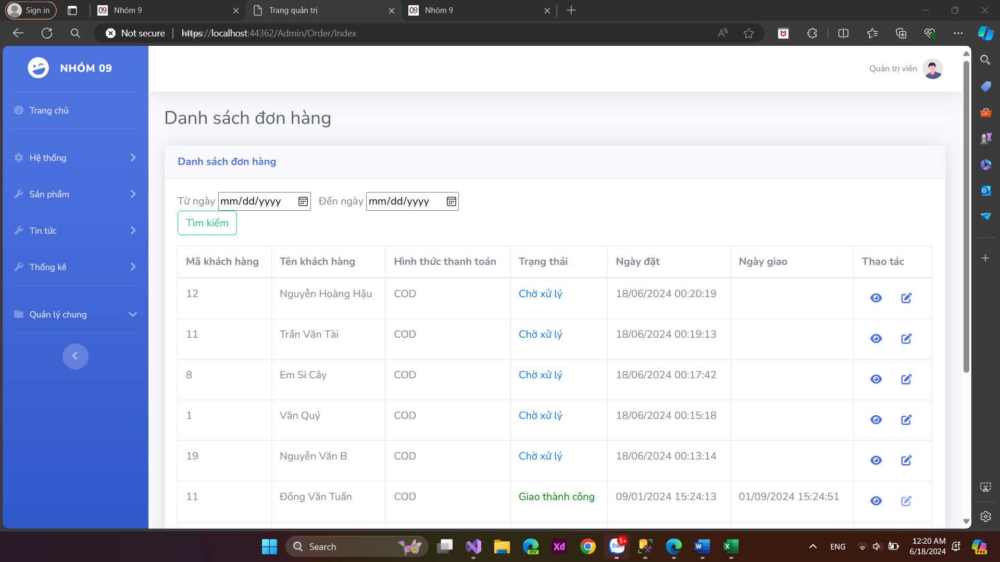 Sign in
09 Nhóm 9
Trang quản trị
09 Nhóm 9
Not secure
https://localhost:44362/Admin/Order/Index
NHÓM 09
Quản trị viên
Trang chủ
Hệ thống
Sản phẩm
Tin tức
Thống kê
Quản lý chung
Danh sách đơn hàng
Danh sách đơn hàng
Từ ngày mm/dd/yyyy Đến ngày mm/dd/yyyy
Tìm kiếm
Mã khách hàng Tên khách hàng Hình thức thanh toán Trạng thái Ngày đặt Ngày giao Thao tác
12 Nguyễn Hoàng Hậu COD Chờ xử lý 18/06/2024 00:20:19
11 Trần Văn Tài COD Chờ xử lý 18/06/2024 00:19:13
8 Em Si Cây COD Chờ xử lý 18/06/2024 00:17:42
1 Văn Quý COD Chờ xử lý 18/06/2024 00:15:18
19 Nguyễn Văn B COD Chờ xử lý 18/06/2024 00:13:14
11 Đồng Văn Tuấn COD Giao thành công 09/01/2024 15:24:13 01/09/2024 15:24:51
Search
DEV
Xd
Zalo
5+
W
X
ENG
12:20 AM
6/18/2024
PRE